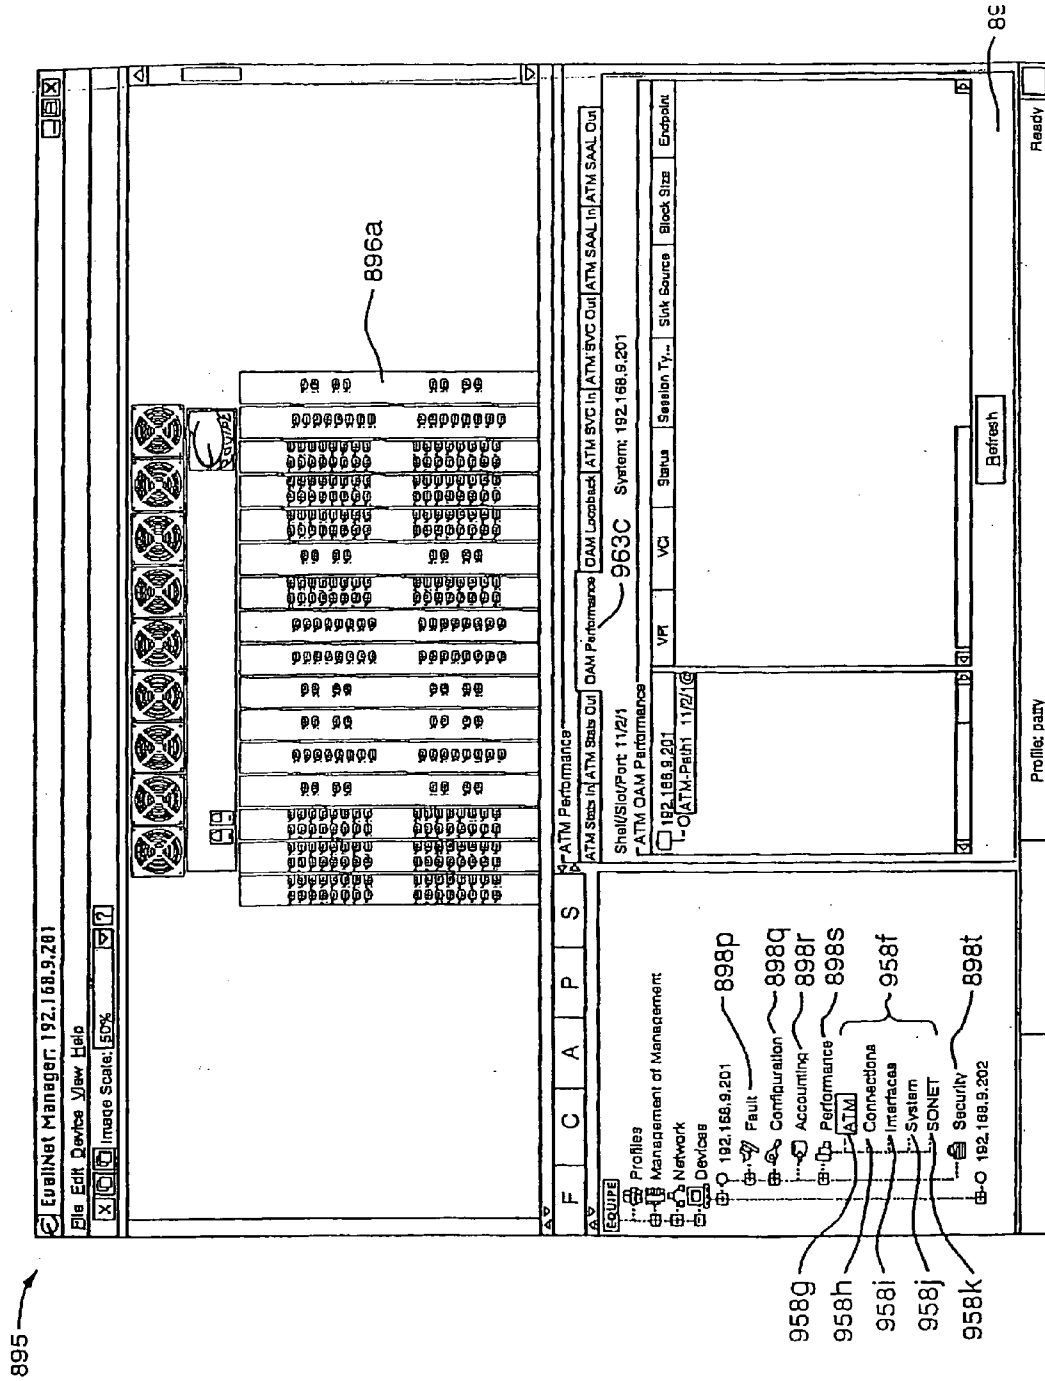 895
EuallNet Manager: 192.168.9.201
File Edit Device View Help
Image Scale: 50%
896a
F C A P S
EQUIPE
Profiles
Management of Management
Network
Devices
192.168.9.201
Fault
Configuration
Accounting
Performance
ATM
Connections
Interfaces
System
SONET
Security
192.168.9.202
898p
898q
898r
898s
958f
898t
958g
958h
958i
958j
958k
ATM Performance
ATM Stats In ATM Stats Out OAM Performance OAM Loopback ATM SVC In ATM SVC Out ATM SAAL In ATM SAAL Out
963C
Shelf/Slot/Port: 11/2/1 System: 192.168.9.201
ATM OAM Performance
192.168.9.201
ATM-Path1 11/2/1@
VPI VCI Status Session Ty... Sink Source Block Size Endpoint
Refresh
89
Profile: patty
Ready